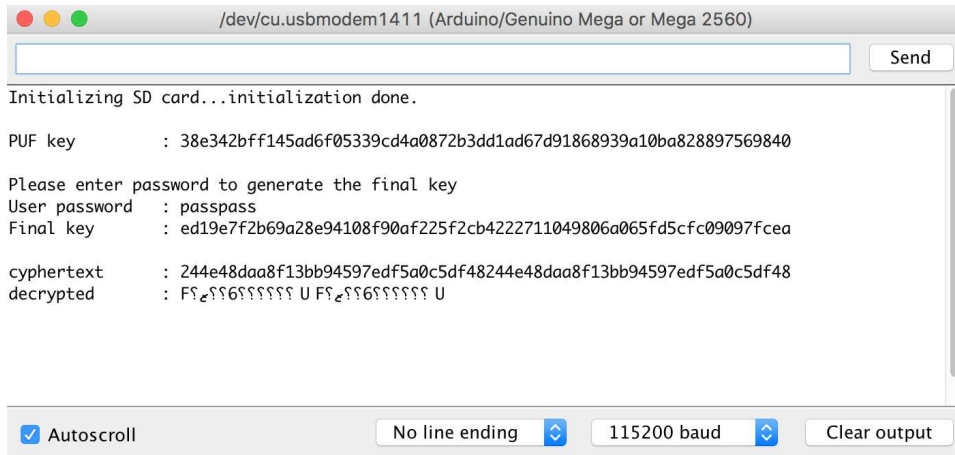 /dev/cu.usbmodem1411 (Arduino/Genuino Mega or Mega 2560)
Send
Initializing SD card...initialization done.
PUF key : 38e342bff145ad6f05339cd4a0872b3dd1ad67d91868939a10ba828897569840
Please enter password to generate the final key
User password : passpass
Final key : ed19e7f2b69a28e94108f90af225f2cb4222711049806a065fd5cfc09097fcea
cyphertext : 244e48daa8f13bb94597edf5a0c5df48244e48daa8f13bb94597edf5a0c5df48
decrypted : F؟ع؟؟6؟؟؟؟؟؟ U F؟ع؟؟6؟؟؟؟؟؟ U
Autoscroll
No line ending
115200 baud
Clear output